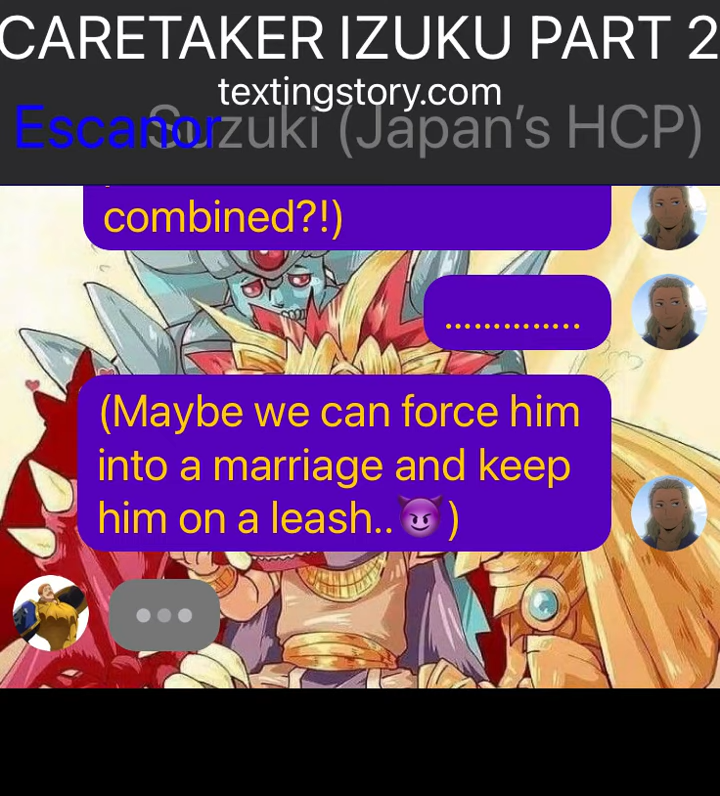 CARETAKER IZUKU PART 2
textingstory.com
Escanor
Suzuki (Japan's HCP)
combined?!)
..............
(Maybe we can force him
into a marriage and keep
him on a leash..😈)